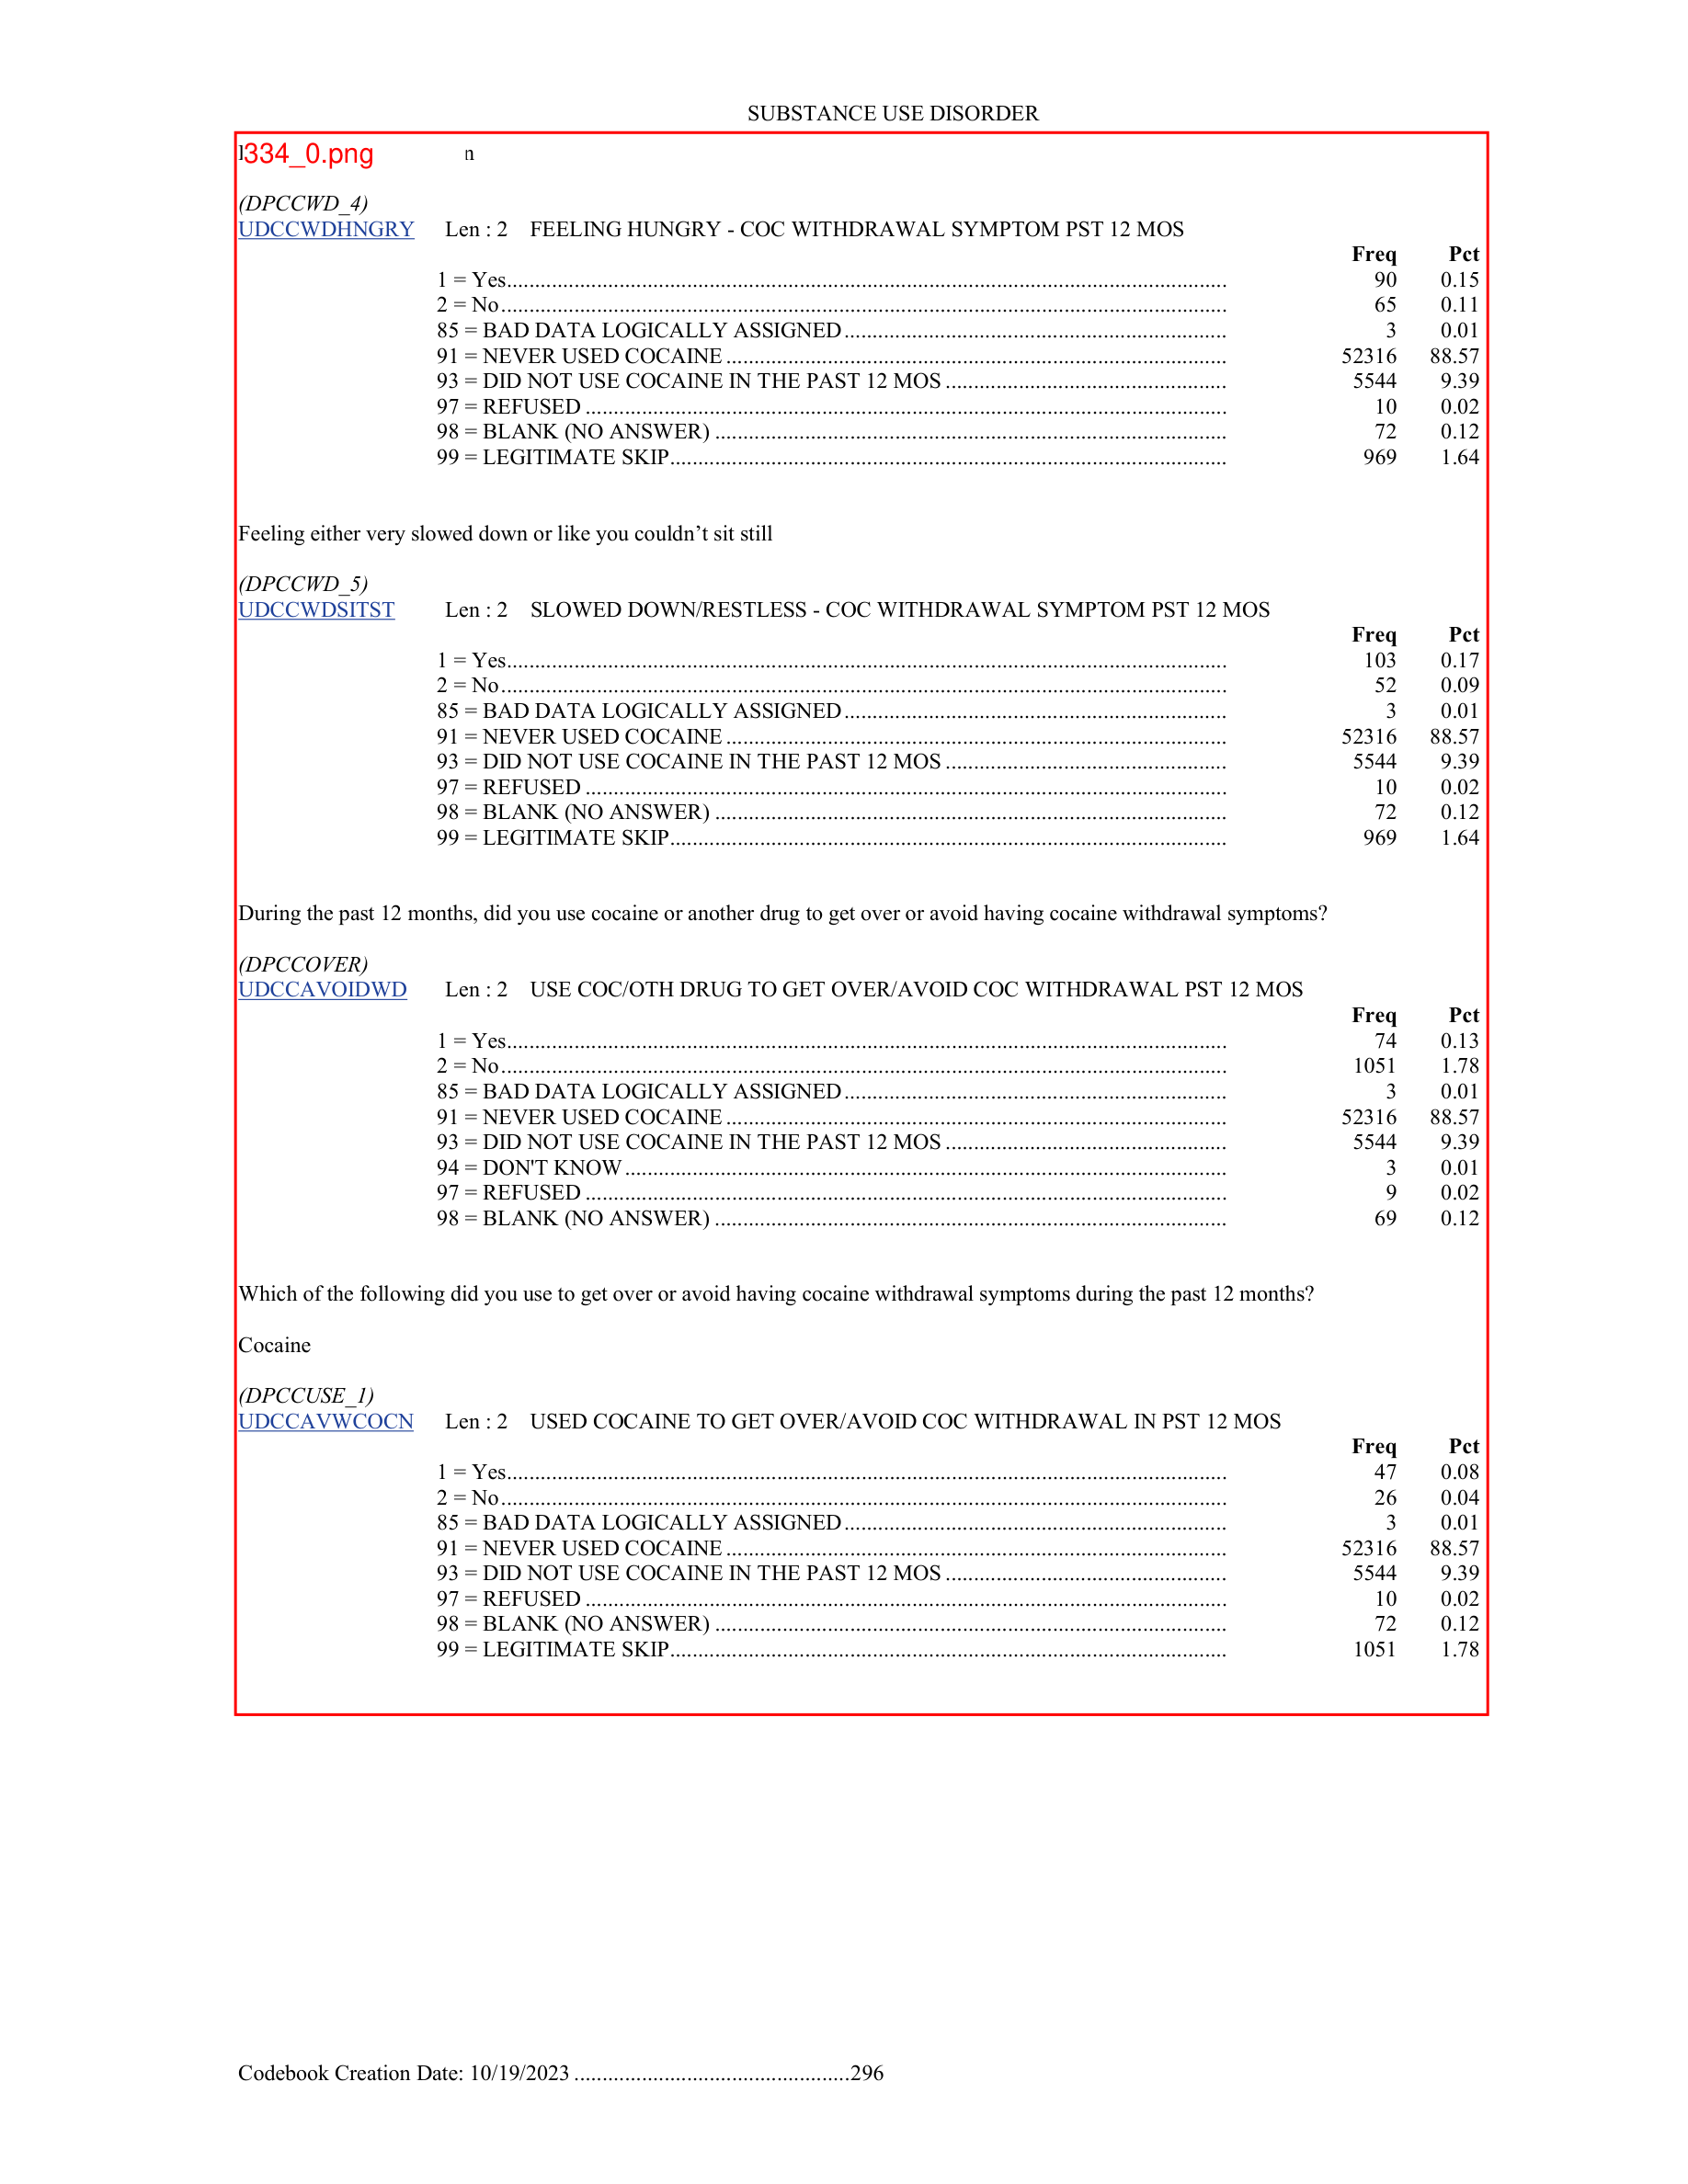 SUBSTANCE USE DISORDER
334_0.png n
(DPCCWD_4)
UDCCWDHNGRY Len : 2 FEELING HUNGRY - COC WITHDRAWAL SYMPTOM PST 12 MOS
Freq Pct
1 = Yes 90 0.15
2 = No 65 0.11
85 = BAD DATA LOGICALLY ASSIGNED 3 0.01
91 = NEVER USED COCAINE 52316 88.57
93 = DID NOT USE COCAINE IN THE PAST 12 MOS 5544 9.39
97 = REFUSED 10 0.02
98 = BLANK (NO ANSWER) 72 0.12
99 = LEGITIMATE SKIP 969 1.64
Feeling either very slowed down or like you couldn’t sit still
(DPCCWD_5)
UDCCWDSITST Len : 2 SLOWED DOWN/RESTLESS - COC WITHDRAWAL SYMPTOM PST 12 MOS
Freq Pct
1 = Yes 103 0.17
2 = No 52 0.09
85 = BAD DATA LOGICALLY ASSIGNED 3 0.01
91 = NEVER USED COCAINE 52316 88.57
93 = DID NOT USE COCAINE IN THE PAST 12 MOS 5544 9.39
97 = REFUSED 10 0.02
98 = BLANK (NO ANSWER) 72 0.12
99 = LEGITIMATE SKIP 969 1.64
During the past 12 months, did you use cocaine or another drug to get over or avoid having cocaine withdrawal symptoms?
(DPCCOVER)
UDCCAVOIDWD Len : 2 USE COC/OTH DRUG TO GET OVER/AVOID COC WITHDRAWAL PST 12 MOS
Freq Pct
1 = Yes 74 0.13
2 = No 1051 1.78
85 = BAD DATA LOGICALLY ASSIGNED 3 0.01
91 = NEVER USED COCAINE 52316 88.57
93 = DID NOT USE COCAINE IN THE PAST 12 MOS 5544 9.39
94 = DON'T KNOW 3 0.01
97 = REFUSED 9 0.02
98 = BLANK (NO ANSWER) 69 0.12
Which of the following did you use to get over or avoid having cocaine withdrawal symptoms during the past 12 months?
Cocaine
(DPCCUSE_1)
UDCCAVWCOCN Len : 2 USED COCAINE TO GET OVER/AVOID COC WITHDRAWAL IN PST 12 MOS
Freq Pct
1 = Yes 47 0.08
2 = No 26 0.04
85 = BAD DATA LOGICALLY ASSIGNED 3 0.01
91 = NEVER USED COCAINE 52316 88.57
93 = DID NOT USE COCAINE IN THE PAST 12 MOS 5544 9.39
97 = REFUSED 10 0.02
98 = BLANK (NO ANSWER) 72 0.12
99 = LEGITIMATE SKIP 1051 1.78
Codebook Creation Date: 10/19/2023 296